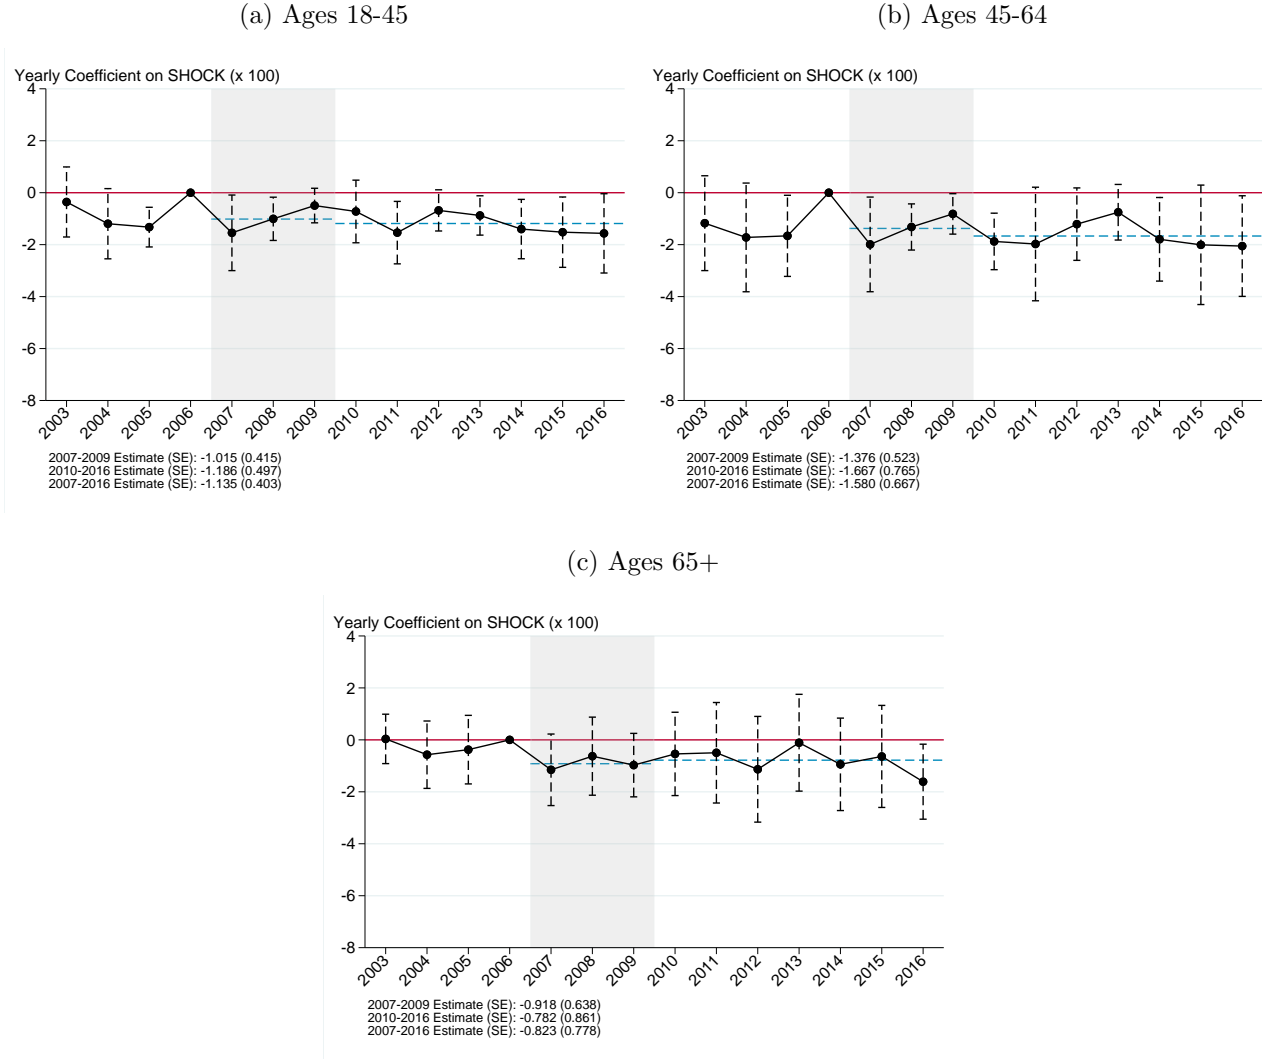 (a) Ages 18-45
Yearly Coefficient on SHOCK (x 100)
4
2
0
-2
-4
-6
-8
2003 2004 2005 2006 2007 2008 2009 2010 2011 2012 2013 2014 2015 2016
2007-2009 Estimate (SE): -1.015 (0.415)
2010-2016 Estimate (SE): -1.186 (0.497)
2007-2016 Estimate (SE): -1.135 (0.403)
(b) Ages 45-64
Yearly Coefficient on SHOCK (x 100)
4
2
0
-2
-4
-6
-8
2003 2004 2005 2006 2007 2008 2009 2010 2011 2012 2013 2014 2015 2016
2007-2009 Estimate (SE): -1.376 (0.523)
2010-2016 Estimate (SE): -1.667 (0.765)
2007-2016 Estimate (SE): -1.580 (0.667)
(c) Ages 65+
Yearly Coefficient on SHOCK (x 100)
4
2
0
-2
-4
-6
-8
2003 2004 2005 2006 2007 2008 2009 2010 2011 2012 2013 2014 2015 2016
2007-2009 Estimate (SE): -0.918 (0.638)
2010-2016 Estimate (SE): -0.782 (0.861)
2007-2016 Estimate (SE): -0.823 (0.778)